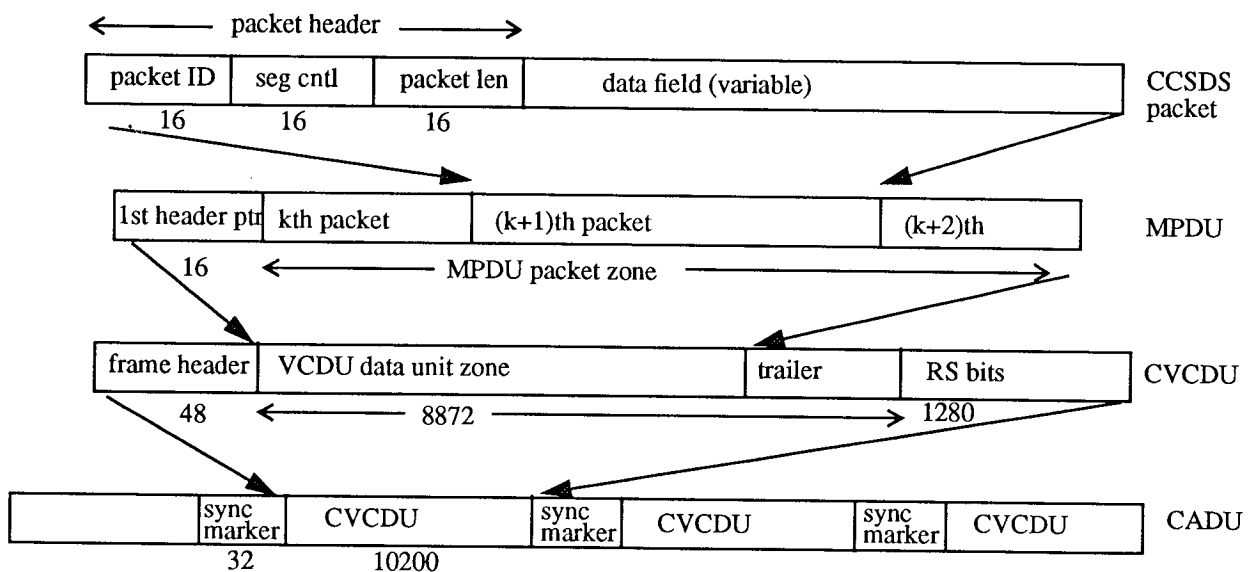 packet header
packet ID seg cntl packet len data field (variable) CCSDS packet
16 16 16
1st header ptr kth packet (k+1)th packet (k+2)th MPDU
16 MPDU packet zone
frame header VCDU data unit zone trailer RS bits CVCDU
48 8872 1280
sync marker CVCDU sync marker CVCDU sync marker CVCDU CADU
32 10200